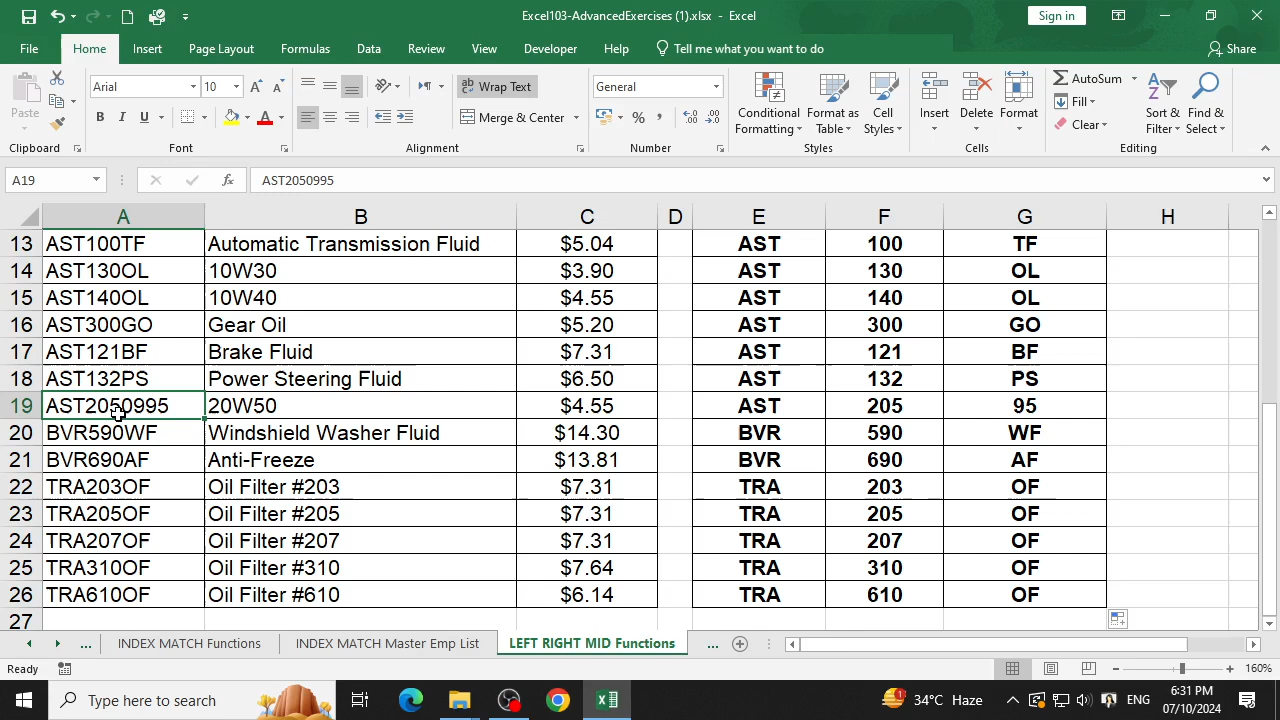 Excel103-AdvancedExercises (1).xlsx - Excel
Sign in
File Home Insert Page Layout Formulas Data Review View Developer Help Tell me what you want to do Share
Paste
Clipboard
Arial 10
B I U
Font
Wrap Text
Merge & Center
Alignment
General
Number
Conditional Formatting
Format as Table
Cell Styles
Styles
Insert Delete Format
Cells
AutoSum
Fill
Clear
Sort & Filter
Find & Select
Editing
A19 fx AST2050995
A B C D E F G H
13 AST100TF Automatic Transmission Fluid $5.04 AST 100 TF
14 AST130OL 10W30 $3.90 AST 130 OL
15 AST140OL 10W40 $4.55 AST 140 OL
16 AST300GO Gear Oil $5.20 AST 300 GO
17 AST121BF Brake Fluid $7.31 AST 121 BF
18 AST132PS Power Steering Fluid $6.50 AST 132 PS
19 AST2050995 20W50 $4.55 AST 205 95
20 BVR590WF Windshield Washer Fluid $14.30 BVR 590 WF
21 BVR690AF Anti-Freeze $13.81 BVR 690 AF
22 TRA203OF Oil Filter #203 $7.31 TRA 203 OF
23 TRA205OF Oil Filter #205 $7.31 TRA 205 OF
24 TRA207OF Oil Filter #207 $7.31 TRA 207 OF
25 TRA310OF Oil Filter #310 $7.64 TRA 310 OF
26 TRA610OF Oil Filter #610 $6.14 TRA 610 OF
27
... INDEX MATCH Functions INDEX MATCH Master Emp List LEFT RIGHT MID Functions ...
Ready 160%
Type here to search
34°C Haze
ENG
6:31 PM
07/10/2024